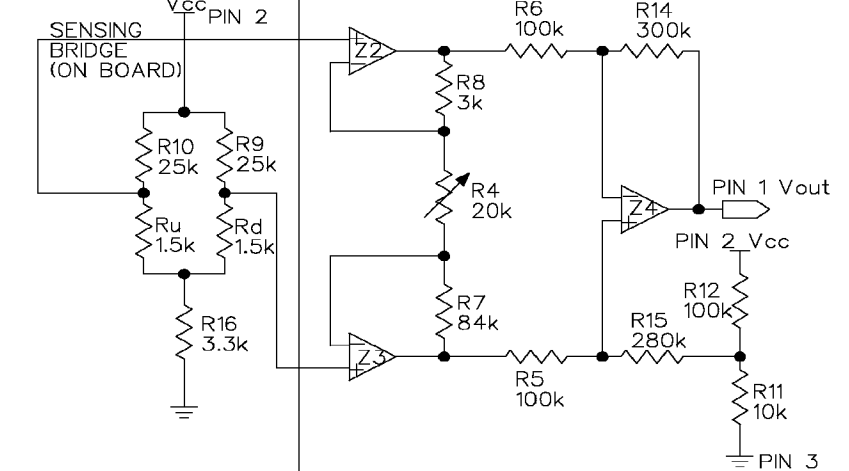 Vcc PIN 2
SENSING
BRIDGE
(ON BOARD)
R10
25k
R9
25k
Ru
1.5k
Rd
1.5k
R16
3.3k
+
Z2
−
R8
3k
R4
20k
R7
84k
−
Z3
+
R6
100k
R14
300k
−
Z4
+
PIN 1 Vout
PIN 2 Vcc
R12
100k
R15
280k
R5
100k
R11
10k
PIN 3